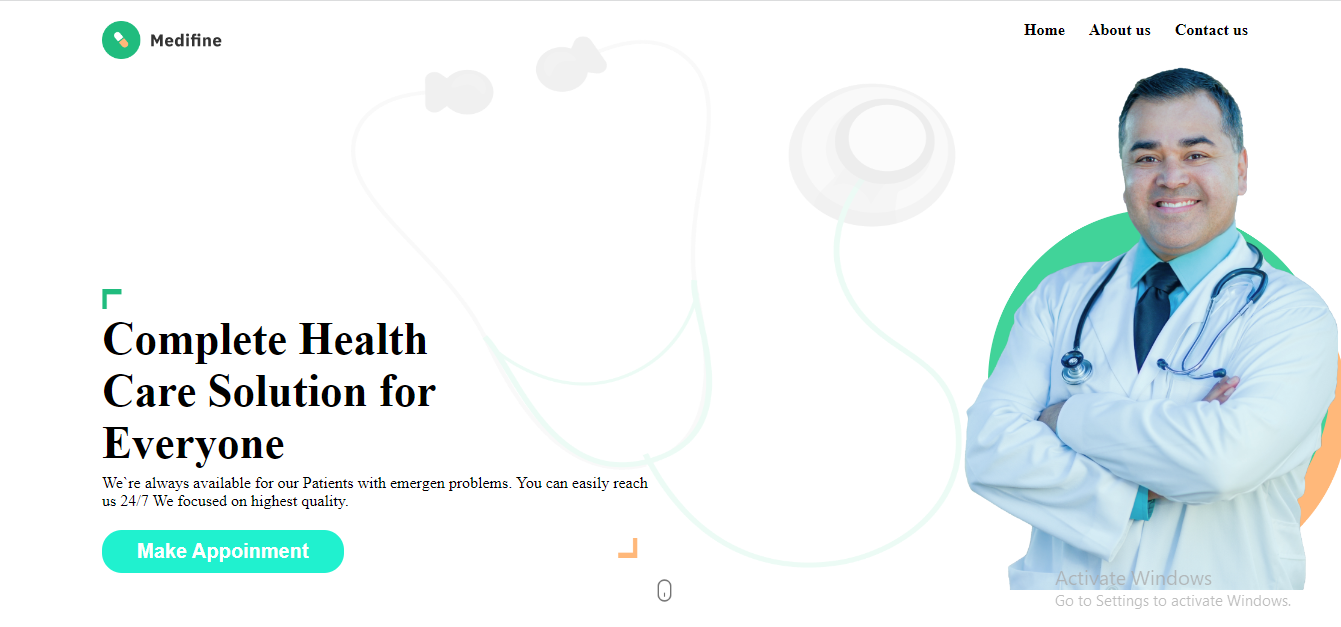 Medifine
Home About us Contact us
Complete Health
Care Solution for
Everyone
We`re always available for our Patients with emergen problems. You can easily reach
us 24/7 We focused on highest quality.
Make Appoinment
Activate Windows
Go to Settings to activate Windows.